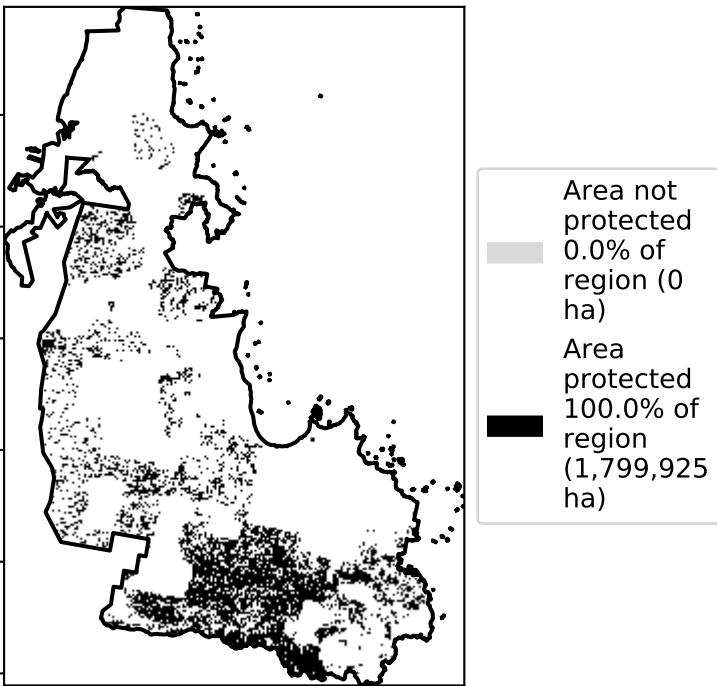 Area not
protected
0.0% of
region (0
ha)
Area
protected
100.0% of
region
(1,799,925
ha)